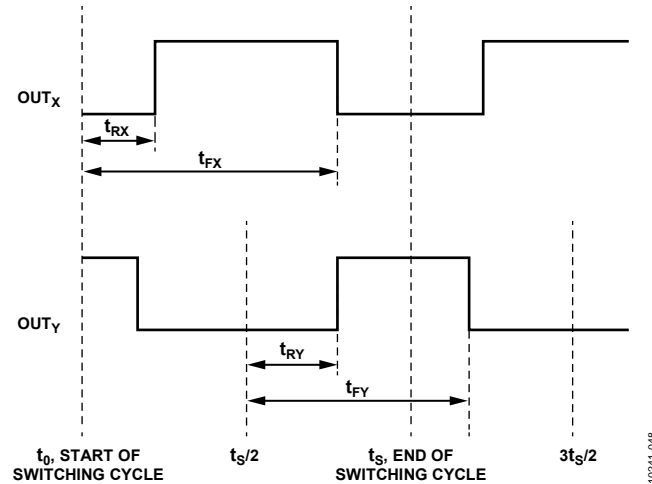 OUTX
tRX
tFX
OUTY
tRY
tFY
t0, START OF
SWITCHING CYCLE
tS/2
tS, END OF
SWITCHING CYCLE
3tS/2
10241-048